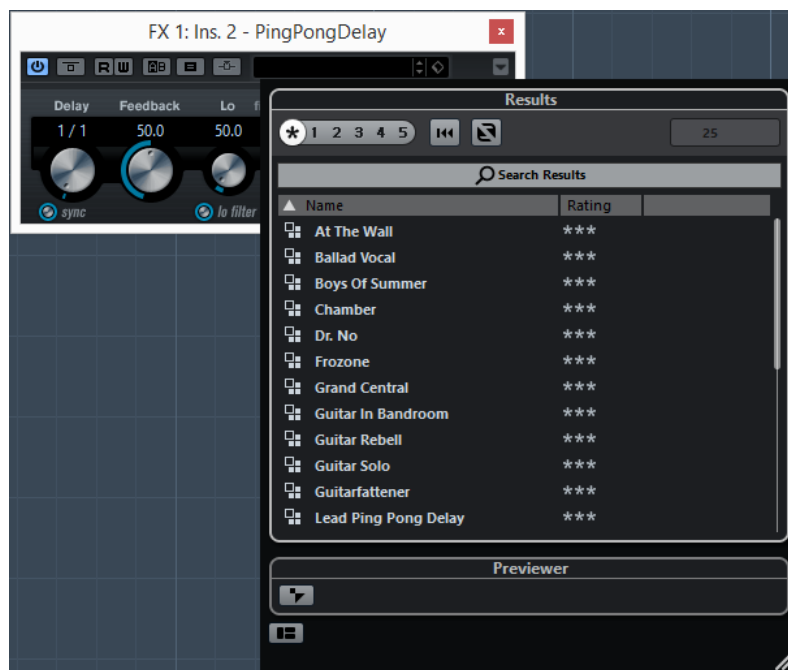 FX 1: Ins. 2 - PingPongDelay
x
R W
Delay Feedback Lo
1 / 1 50.0 50.0
sync lo filter
Results
* 1 2 3 4 5
25
Search Results
Name Rating
At The Wall ***
Ballad Vocal ***
Boys Of Summer ***
Chamber ***
Dr. No ***
Frozone ***
Grand Central ***
Guitar In Bandroom ***
Guitar Rebell ***
Guitar Solo ***
Guitarfattener ***
Lead Ping Pong Delay ***
Previewer